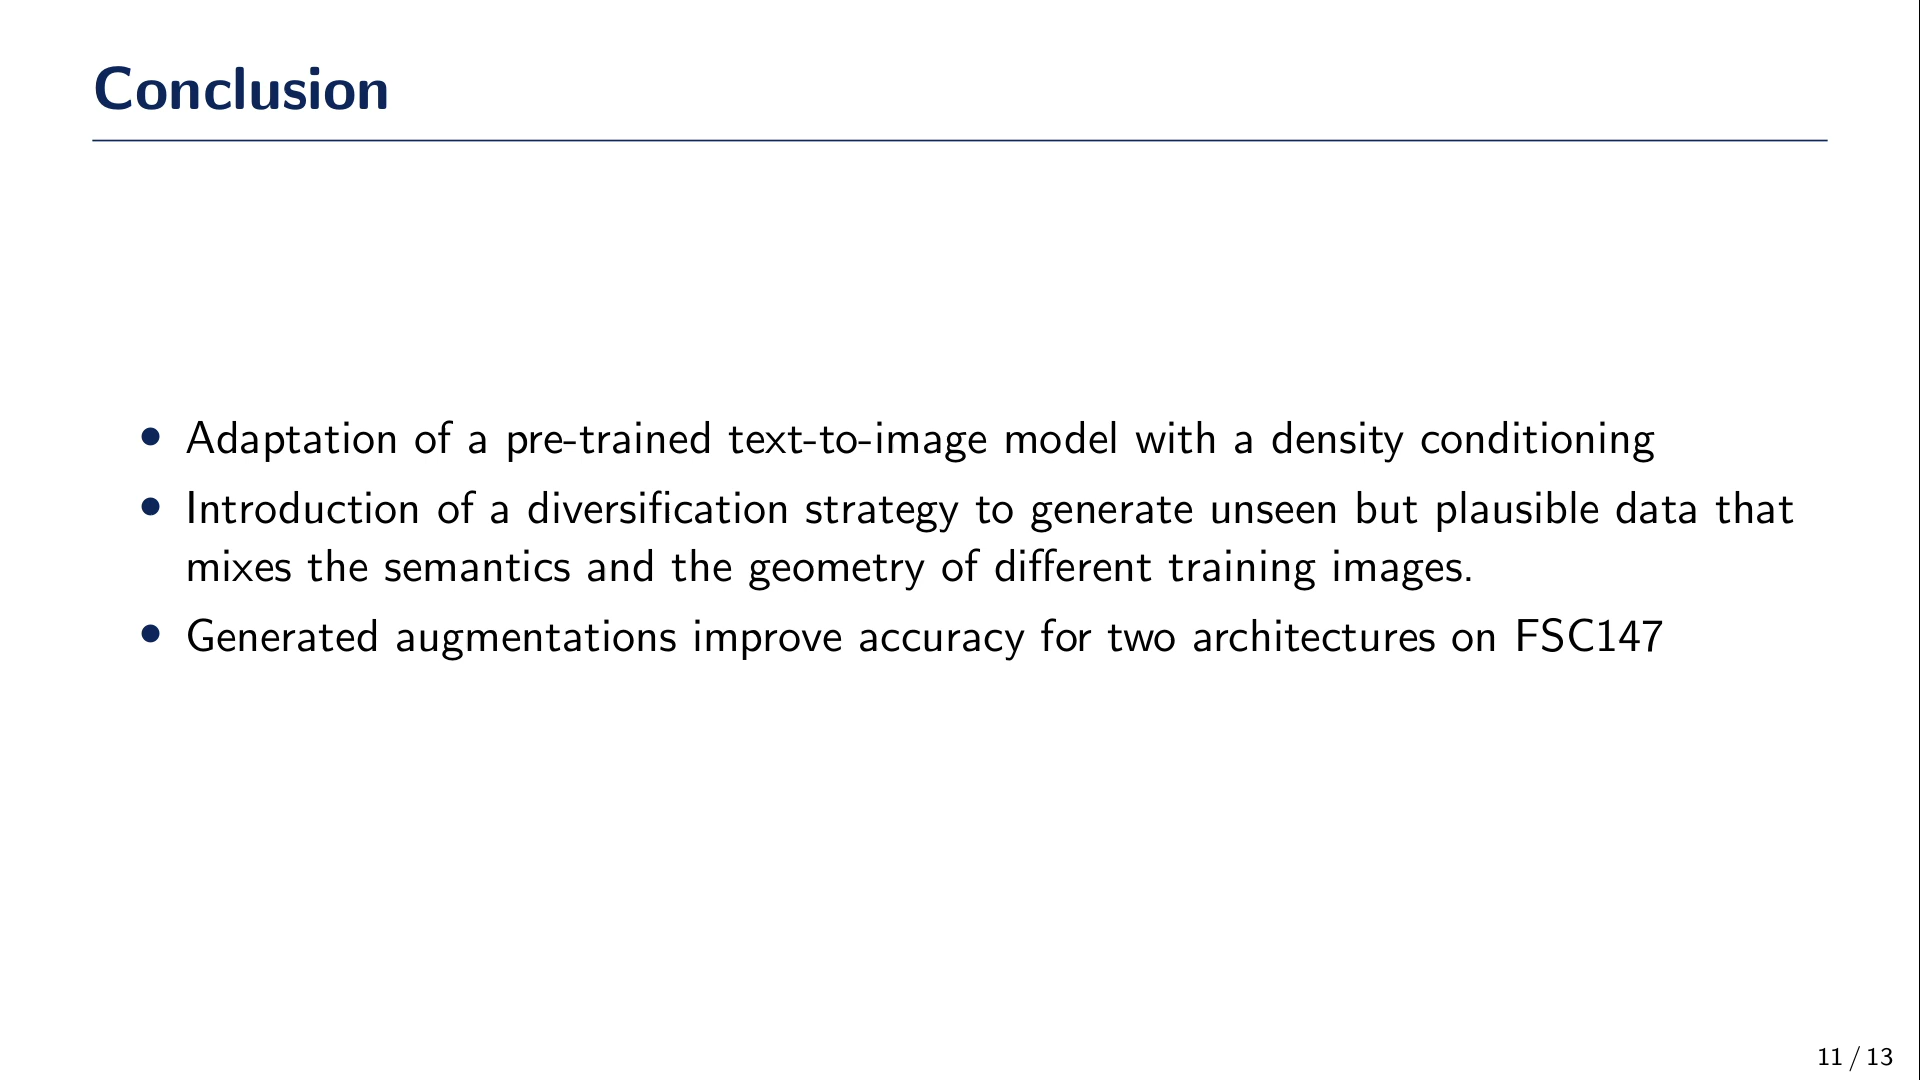 Conclusion
• Adaptation of a pre-trained text-to-image model with a density conditioning
• Introduction of a diversification strategy to generate unseen but plausible data that
mixes the semantics and the geometry of different training images.
• Generated augmentations improve accuracy for two architectures on FSC147
11 / 13